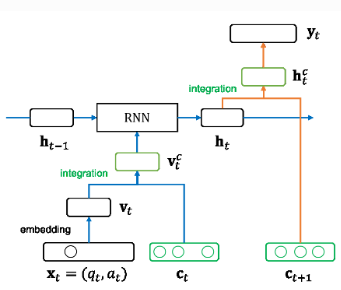 y_t
integration
h_t^c
RNN
h_{t-1}
h_t
integration
v_t^c
v_t
embedding
x_t = (q_t, a_t)
c_t
c_{t+1}